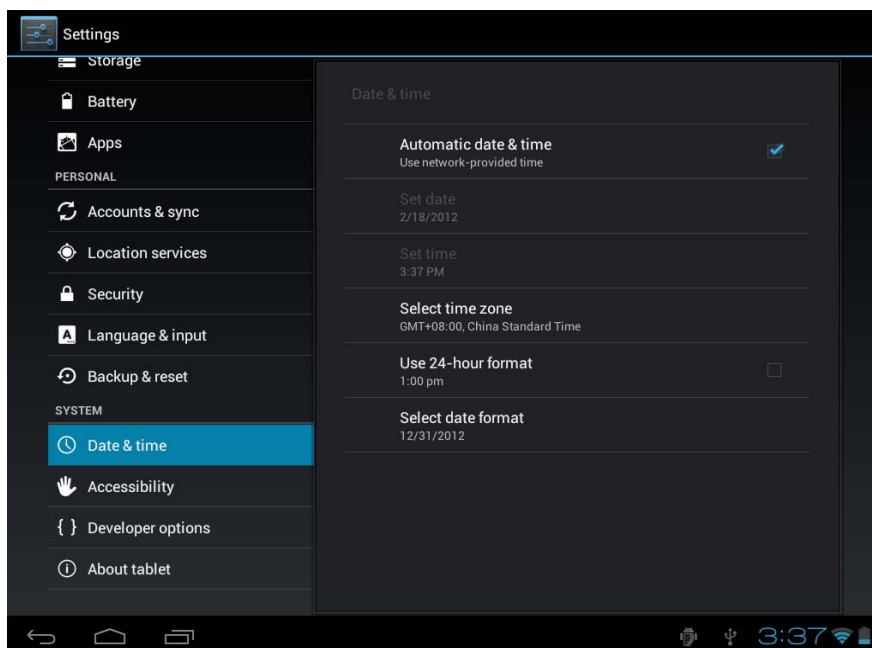 Settings
Storage
Battery
Apps
PERSONAL
Accounts & sync
Location services
Security
Language & input
Backup & reset
SYSTEM
Date & time
Accessibility
Developer options
About tablet
Date & time
Automatic date & time
Use network-provided time
Set date
2/18/2012
Set time
3:37 PM
Select time zone
GMT+08:00, China Standard Time
Use 24-hour format
1:00 pm
Select date format
12/31/2012
3:37